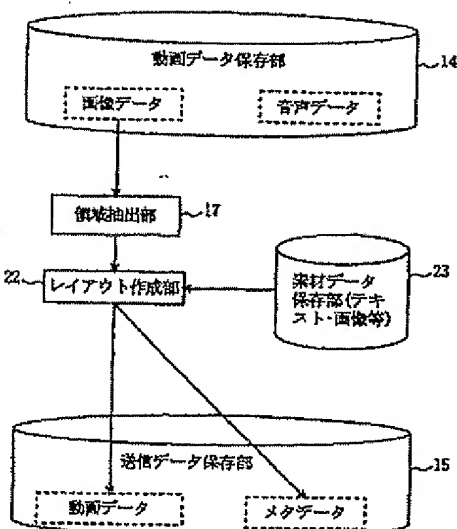 動画データ保存部
14
画像データ
音声データ
領域抽出部
17
22
レイアウト作成部
素材データ
保存部(テキ
スト・画像等)
23
送信データ保存部
15
動画データ
メタデータ